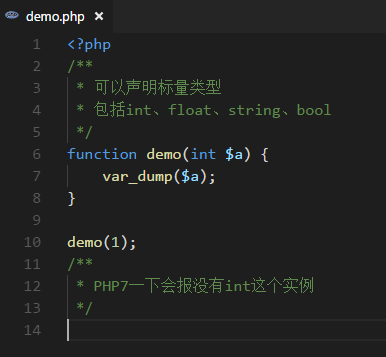 demo.php ×
1 <?php
2 /**
3  * 可以声明标量类型
4  * 包括int、float、string、bool
5  */
6 function demo(int $a) {
7     var_dump($a);
8 }
9
10 demo(1);
11 /**
12  * PHP7一下会报没有int这个实例
13  */
14